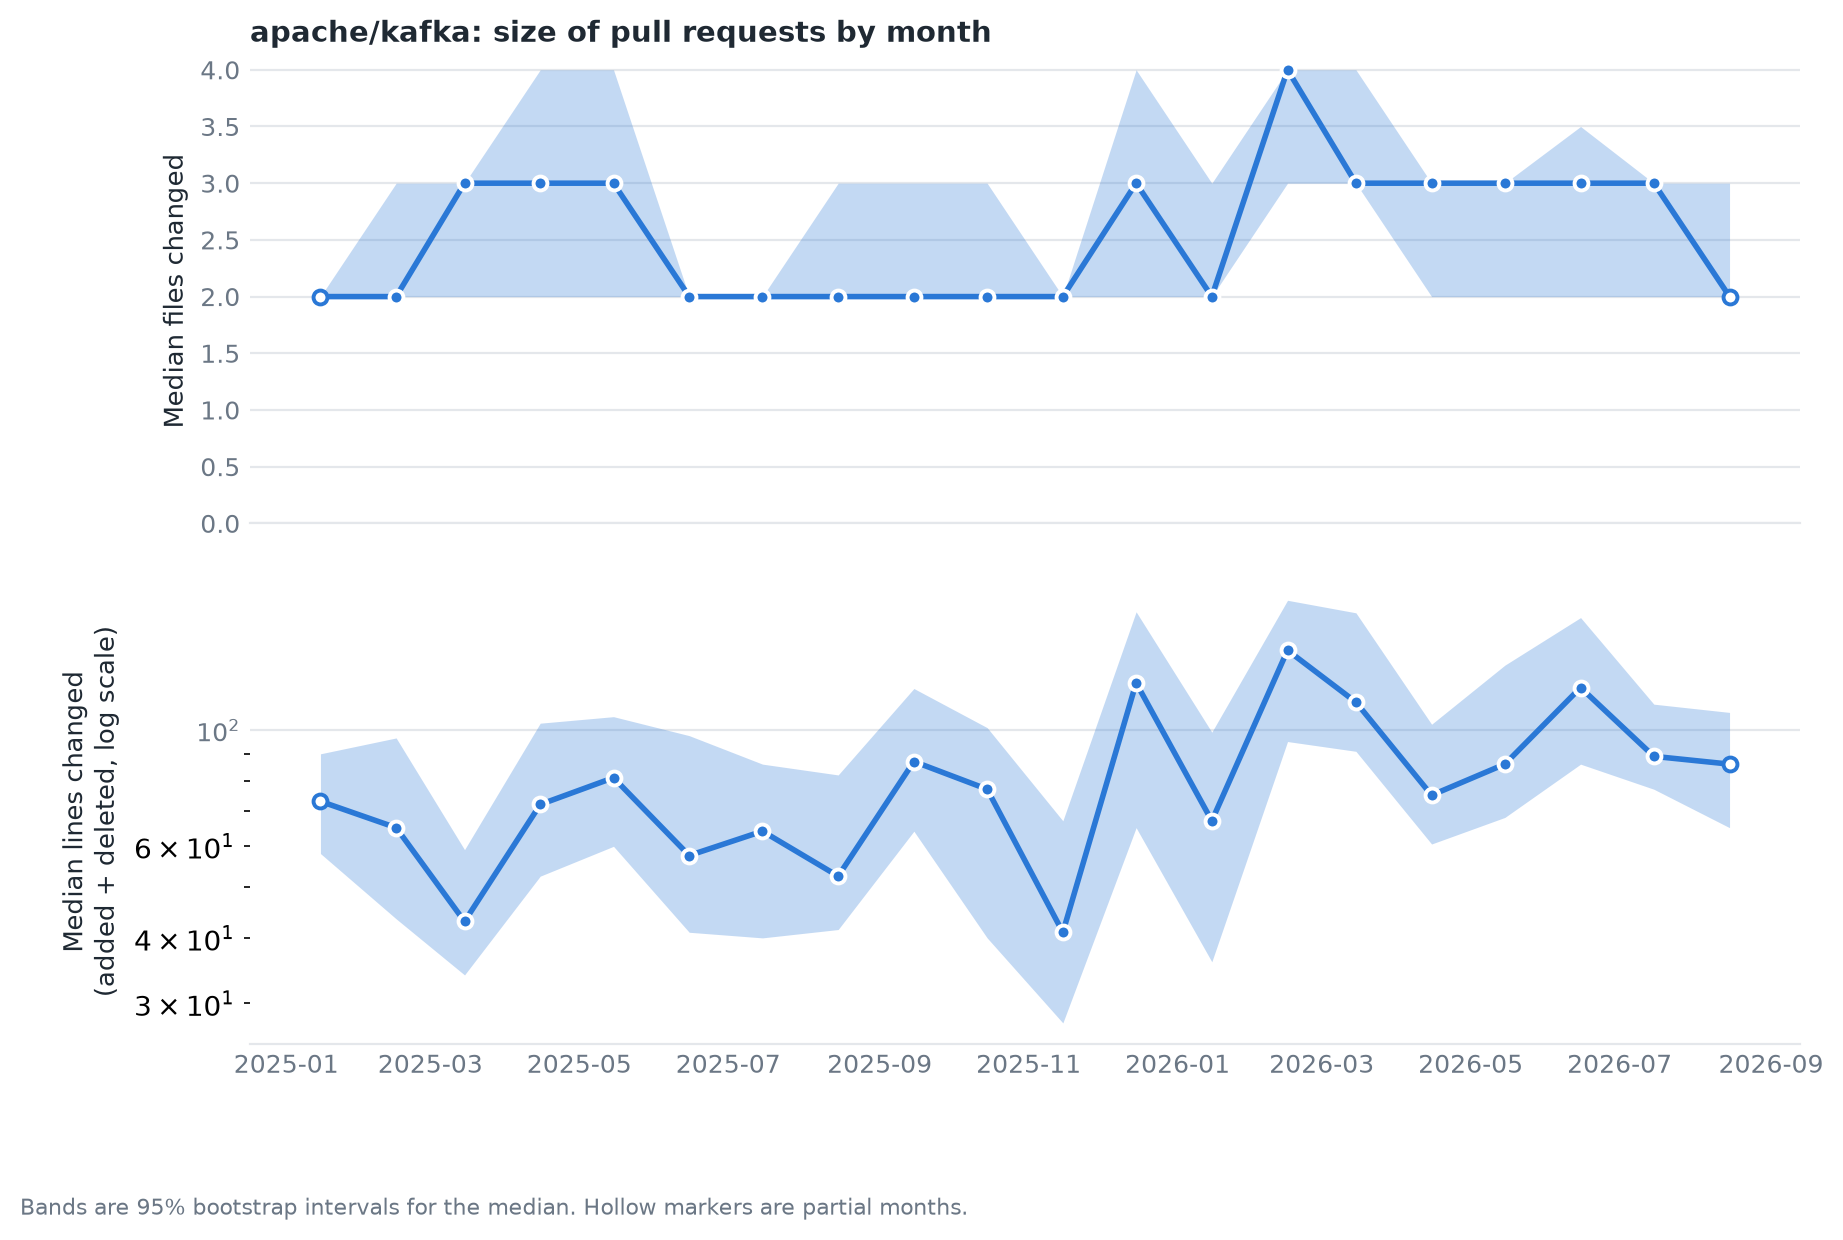 apache/kafka: size of pull requests by month
Median files changed
4.0
3.5
3.0
2.5
2.0
1.5
1.0
0.5
0.0
Median lines changed
(added + deleted, log scale)
10²
6 × 10¹
4 × 10¹
3 × 10¹
2025-01 2025-03 2025-05 2025-07 2025-09 2025-11 2026-01 2026-03 2026-05 2026-07 2026-09
Bands are 95% bootstrap intervals for the median. Hollow markers are partial months.